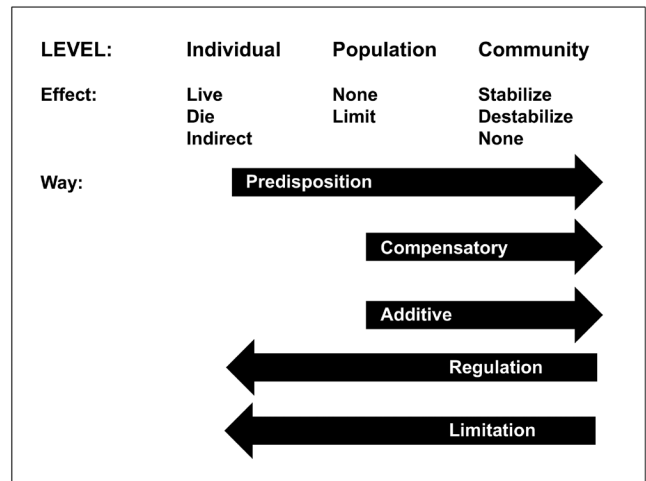 LEVEL: Individual Population Community
Effect: Live None Stabilize
Die Limit Destabilize
Indirect None
Way: Predisposition
Compensatory
Additive
Regulation
Limitation